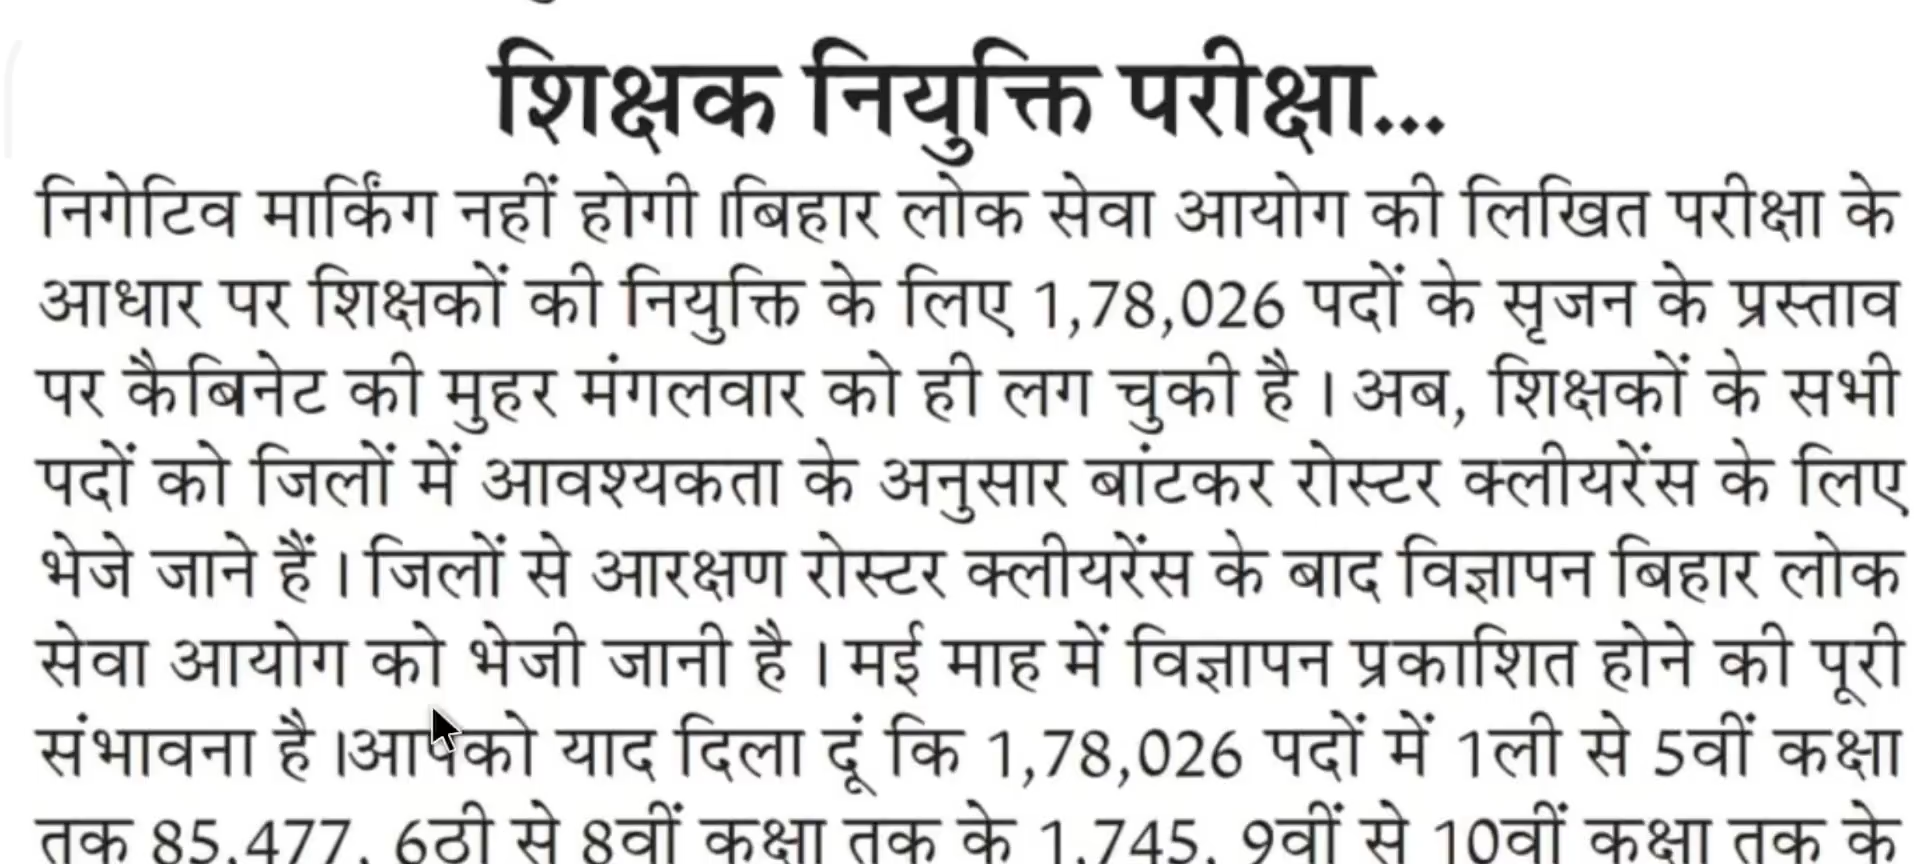 शिक्षक नियुक्ति परीक्षा...
निगेटिव मार्किंग नहीं होगी ।बिहार लोक सेवा आयोग की लिखित परीक्षा के
आधार पर शिक्षकों की नियुक्ति के लिए 1,78,026 पदों के सृजन के प्रस्ताव
पर कैबिनेट की मुहर मंगलवार को ही लग चुकी है । अब, शिक्षकों के सभी
पदों को जिलों में आवश्यकता के अनुसार बांटकर रोस्टर क्लीयरेंस के लिए
भेजे जाने हैं । जिलों से आरक्षण रोस्टर क्लीयरेंस के बाद विज्ञापन बिहार लोक
सेवा आयोग को भेजी जानी है । मई माह में विज्ञापन प्रकाशित होने की पूरी
संभावना है ।आपको याद दिला दूं कि 1,78,026 पदों में 1ली से 5वीं कक्षा
तक 85,477, 6ठी से 8वीं कक्षा तक के 1,745, 9वीं से 10वीं कक्षा तक के